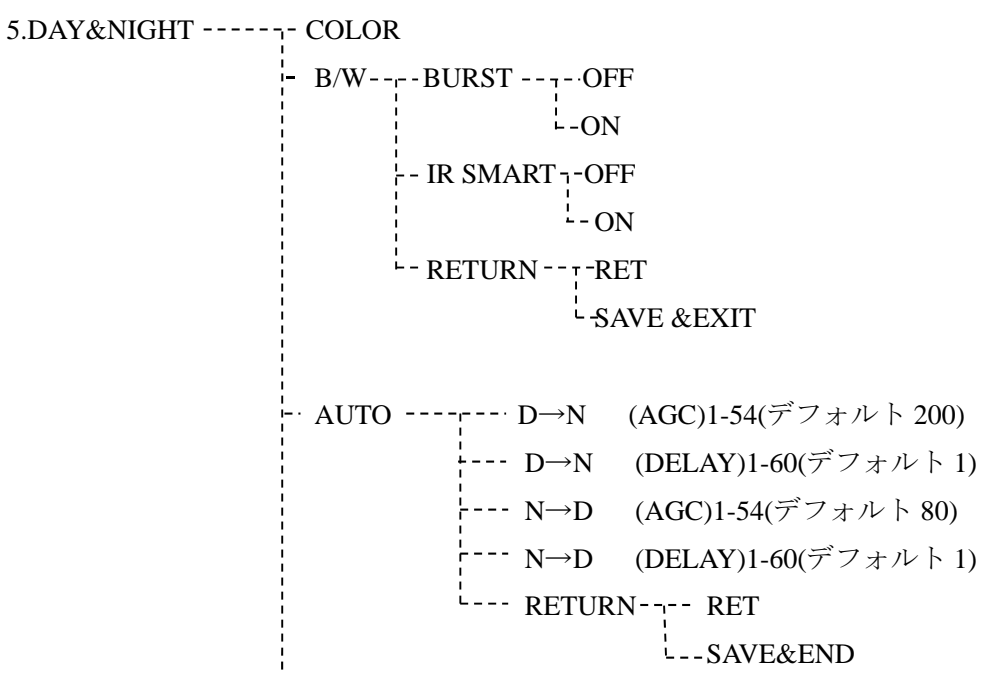 5.DAY&NIGHT COLOR
B/W BURST OFF
ON
IR SMART OFF
ON
RETURN RET
SAVE &EXIT
AUTO D→N (AGC)1-54(デフォルト 200)
D→N (DELAY)1-60(デフォルト 1)
N→D (AGC)1-54(デフォルト 80)
N→D (DELAY)1-60(デフォルト 1)
RETURN RET
SAVE&END